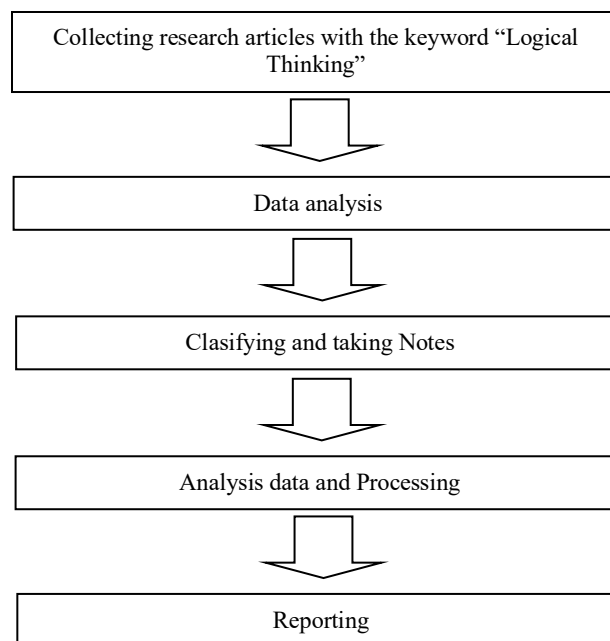 Collecting research articles with the keyword “Logical
Thinking”
Data analysis
Clasifying and taking Notes
Analysis data and Processing
Reporting